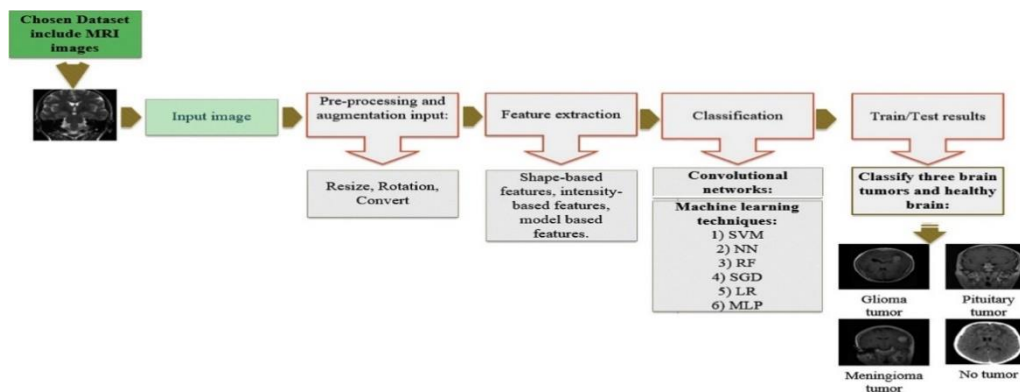 Chosen Dataset
include MRI
images
Input image
Pre-processing and
augmentation input:
Resize, Rotation,
Convert
Feature extraction
Shape-based
features, intensity-
based features,
model based
features.
Classification
Convolutional
networks:
Machine learning
techniques:
1) SVM
2) NN
3) RF
4) SGD
5) LR
6) MLP
Train/Test results
Classify three brain
tumors and healthy
brain:
Glioma
tumor
Pituitary
tumor
Meningioma
tumor
No tumor